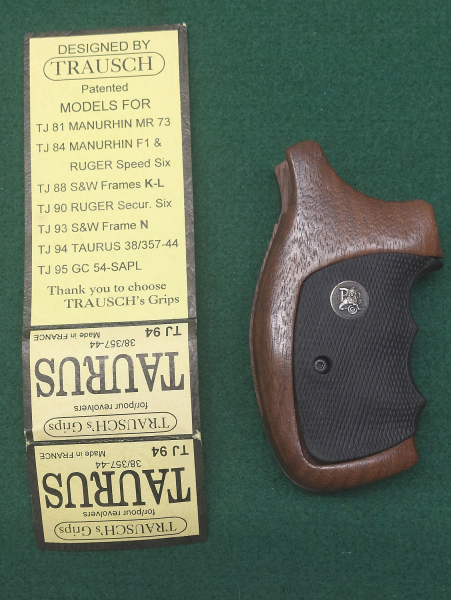 DESIGNED BY
TRAUSCH
Patented
MODELS FOR
TJ 81 MANURHIN MR 73
TJ 84 MANURHIN F1 &
RUGER Speed Six
TJ 88 S&W Frames K-L
TJ 90 RUGER Secur. Six
TJ 93 S&W Frame N
TJ 94 TAURUS 38/357-44
TJ 95 GC 54-SAPL
Thank you to choose
TRAUSCH's Grips
TRAUSCH's Grips
for/pour revolvers
TAURUS
38/357-44
Made in FRANCE
TJ 94
TRAUSCH's Grips
for/pour revolvers
TAURUS
38/357-44
Made in FRANCE
TJ 94